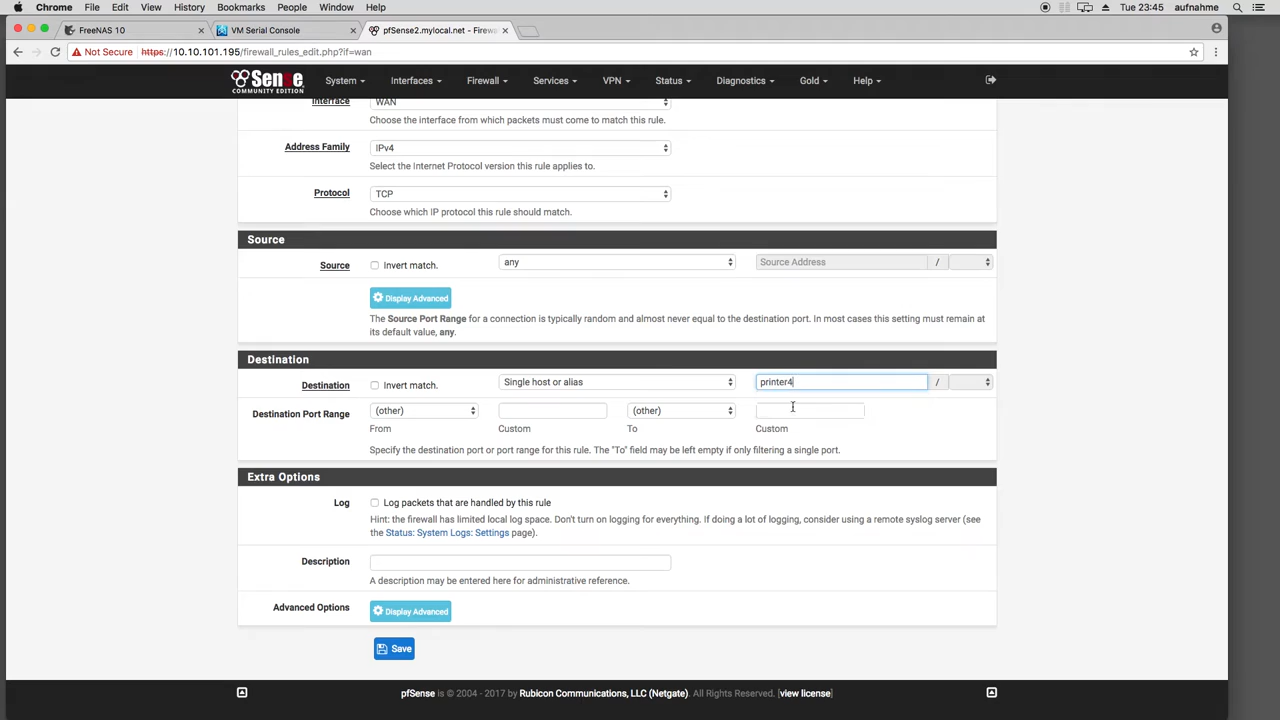 Chrome File Edit View History Bookmarks People Window Help Tue 23:45 aufnahme
FreeNAS 10 VM Serial Console pfSense2.mylocal.net - Firewa
Not Secure https://10.10.101.195/firewall_rules_edit.php?if=wan
Sense System Interfaces Firewall Services VPN Status Diagnostics Gold Help
COMMUNITY EDITION
Interface WAN
Choose the interface from which packets must come to match this rule.
Address Family IPv4
Select the Internet Protocol version this rule applies to.
Protocol TCP
Choose which IP protocol this rule should match.
Source
Source Invert match. any Source Address /
Display Advanced
The Source Port Range for a connection is typically random and almost never equal to the destination port. In most cases this setting must remain at
its default value, any.
Destination
Destination Invert match. Single host or alias printer4 /
Destination Port Range (other) (other)
From Custom To Custom
Specify the destination port or port range for this rule. The "To" field may be left empty if only filtering a single port.
Extra Options
Log Log packets that are handled by this rule
Hint: the firewall has limited local log space. Don't turn on logging for everything. If doing a lot of logging, consider using a remote syslog server (see
the Status: System Logs: Settings page).
Description
A description may be entered here for administrative reference.
Advanced Options Display Advanced
Save
pfSense is © 2004 - 2017 by Rubicon Communications, LLC (Netgate). All Rights Reserved. [view license]